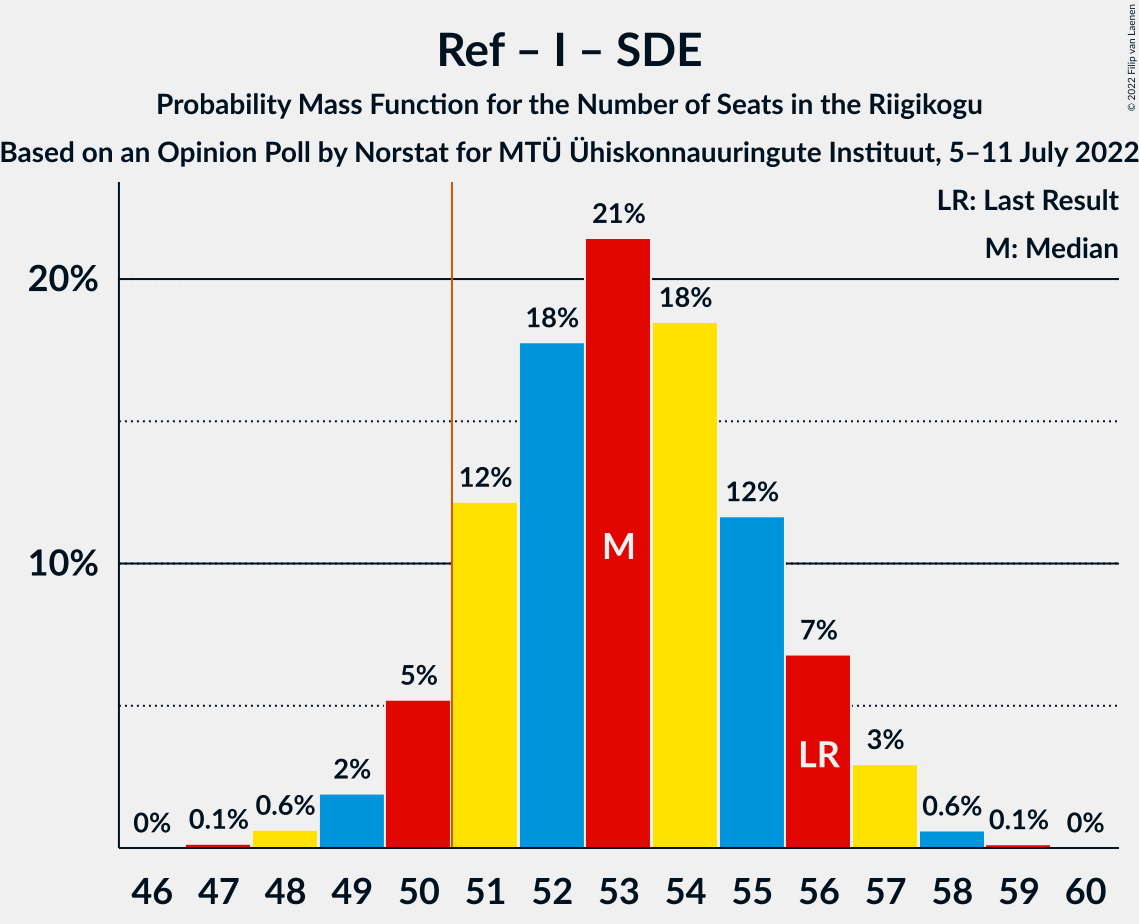 Ref – I – SDE
Probability Mass Function for the Number of Seats in the Riigikogu
Based on an Opinion Poll by Norstat for MTÜ Ühiskonnauuringute Instituut, 5–11 July 2022
© 2022 Filip van Laenen
LR: Last Result
M: Median
20%
10%
0%
0.1%
0.6%
2%
5%
12%
18%
21%
18%
12%
7%
3%
0.6%
0.1%
0%
M
LR
46 47 48 49 50 51 52 53 54 55 56 57 58 59 60